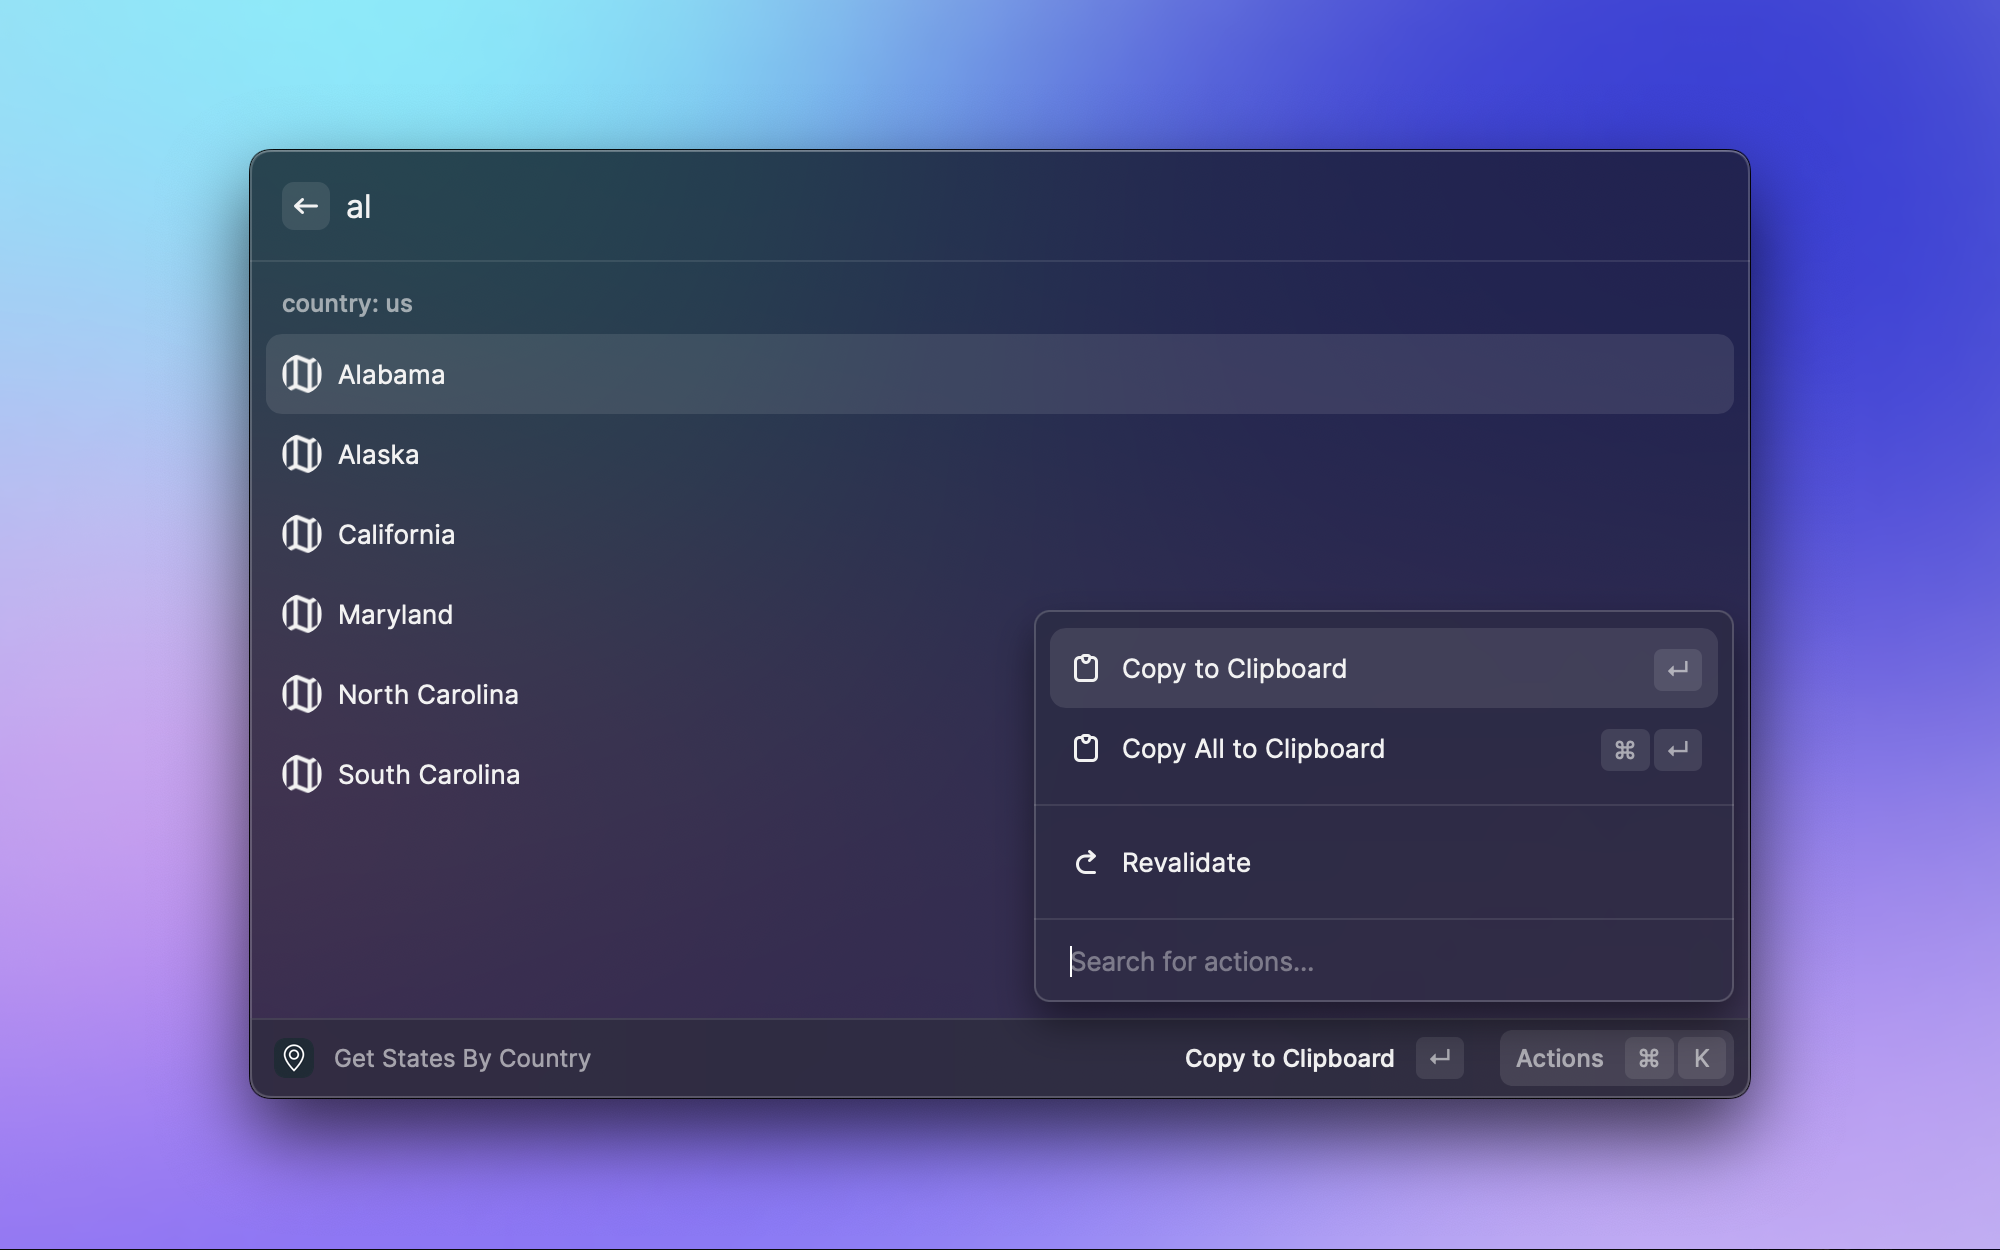 al
country: us
Alabama
Alaska
California
Maryland
North Carolina
South Carolina
Copy to Clipboard ↵
Copy All to Clipboard ⌘ ↵
Revalidate
Search for actions...
Get States By Country
Copy to Clipboard ↵
Actions ⌘ K